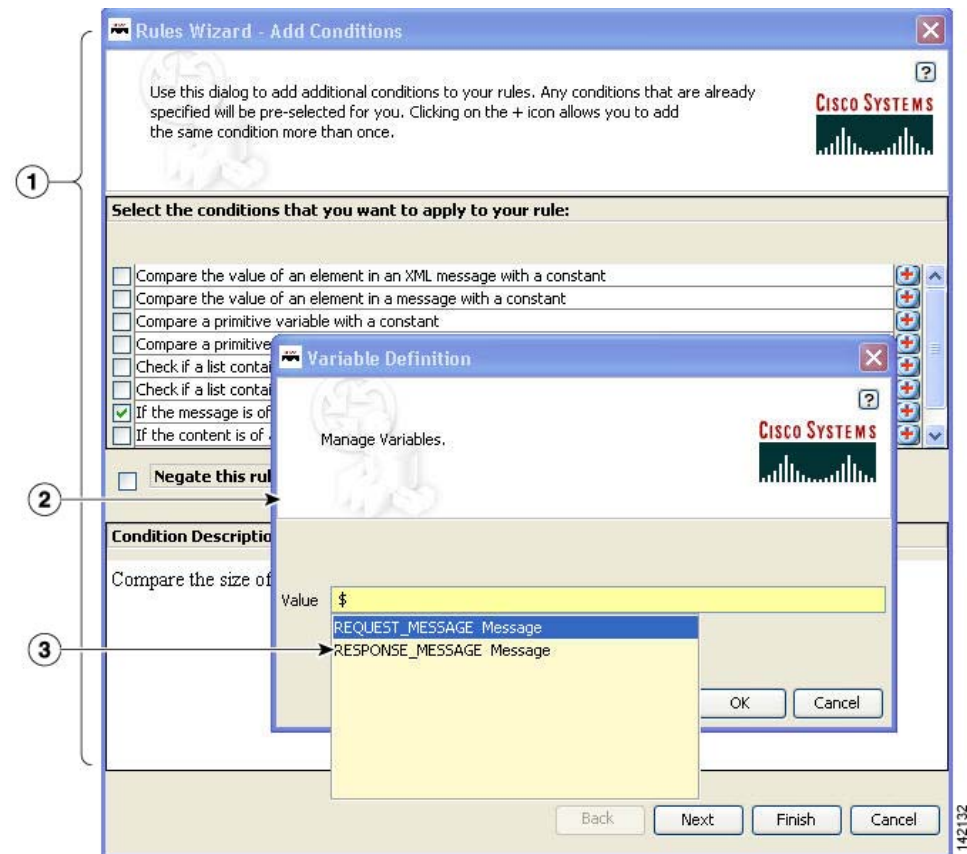 Rules Wizard - Add Conditions
Use this dialog to add additional conditions to your rules. Any conditions that are already
specified will be pre-selected for you. Clicking on the + icon allows you to add
the same condition more than once.
?
CISCO SYSTEMS
1
Select the conditions that you want to apply to your rule:
Compare the value of an element in an XML message with a constant
Compare the value of an element in a message with a constant
Compare a primitive variable with a constant
Compare a primitive
Check if a list contai
Check if a list contai
If the message is of
If the content is of
Variable Definition
?
Manage Variables.
CISCO SYSTEMS
Negate this rul
2
Condition Descriptio
Compare the size of
Value $
REQUEST_MESSAGE Message
3
RESPONSE_MESSAGE Message
OK
Cancel
Back
Next
Finish
Cancel
142132